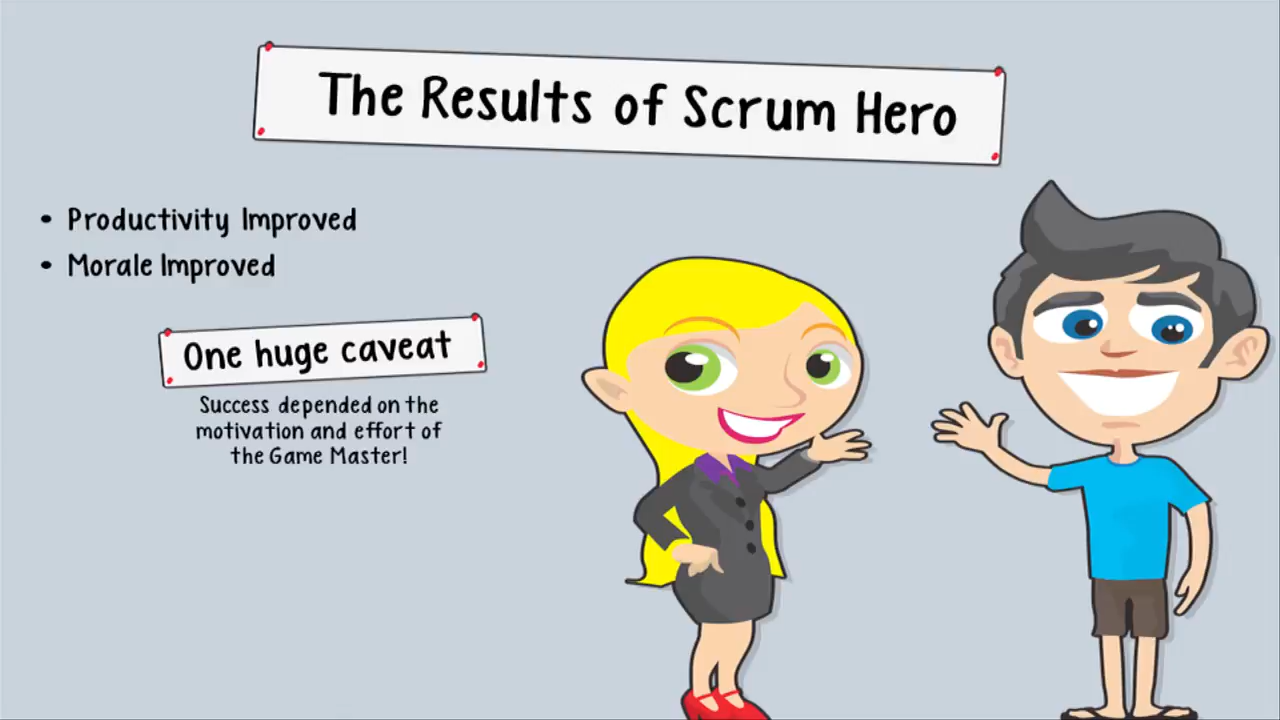 The Results of Scrum Hero
• Productivity Improved
• Morale Improved
One huge caveat
Success depended on the
motivation and effort of
the Game Master!